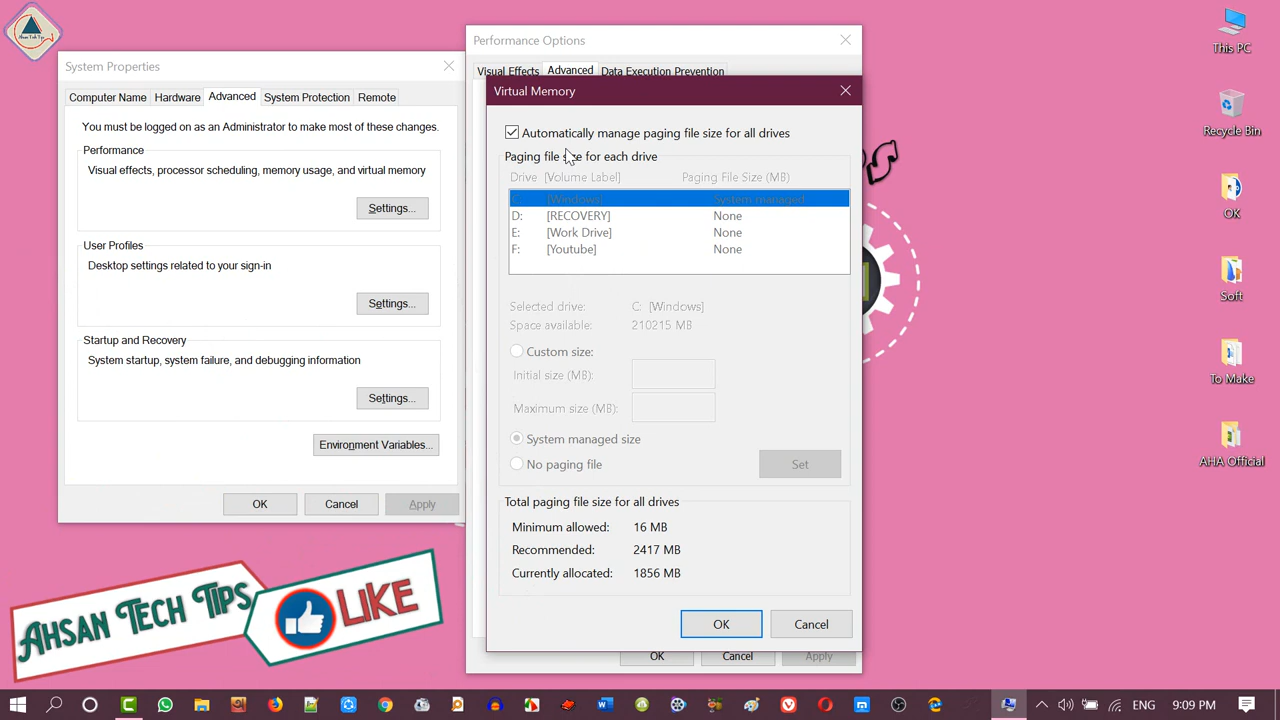 Ahsan Tech Tips
System Properties
Computer Name Hardware Advanced System Protection Remote
You must be logged on as an Administrator to make most of these changes.
Performance
Visual effects, processor scheduling, memory usage, and virtual memory
Settings...
User Profiles
Desktop settings related to your sign-in
Settings...
Startup and Recovery
System startup, system failure, and debugging information
Settings...
Environment Variables...
OK Cancel Apply
Performance Options
Visual Effects Advanced Data Execution Prevention
Virtual Memory
Automatically manage paging file size for all drives
Paging file size for each drive
Drive [Volume Label] Paging File Size (MB)
C: [Windows] System managed
D: [RECOVERY] None
E: [Work Drive] None
F: [Youtube] None
Selected drive: C: [Windows]
Space available: 210215 MB
Custom size:
Initial size (MB):
Maximum size (MB):
System managed size
No paging file
Set
Total paging file size for all drives
Minimum allowed: 16 MB
Recommended: 2417 MB
Currently allocated: 1856 MB
OK Cancel
OK Cancel Apply
This PC
Recycle Bin
OK
Soft
To Make
AHA Official
AHSAN TECH TIPS
LIKE
ENG 9:09 PM